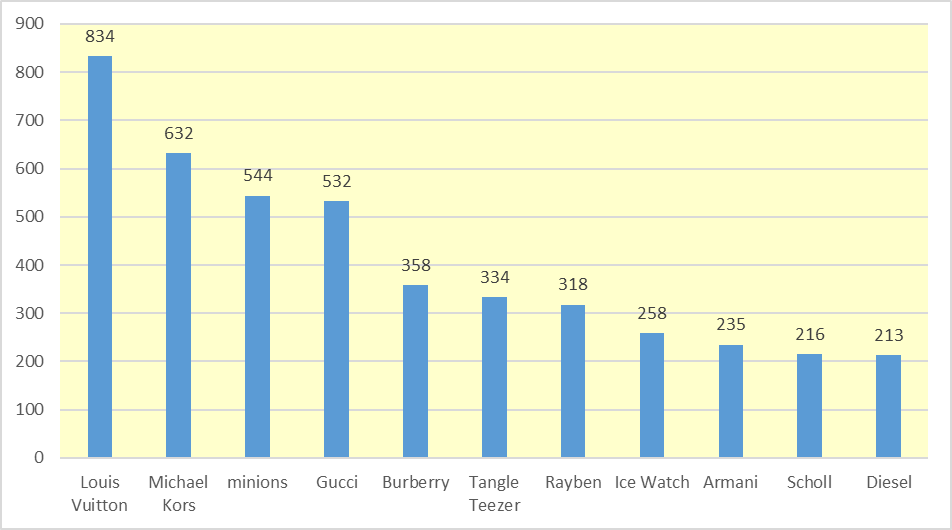 900
800
700
600
500
400
300
200
100
0
834
632
544
532
358
334
318
258
235
216
213
Louis
Vuitton
Michael
Kors
minions
Gucci
Burberry
Tangle
Teezer
Rayben
Ice Watch
Armani
Scholl
Diesel